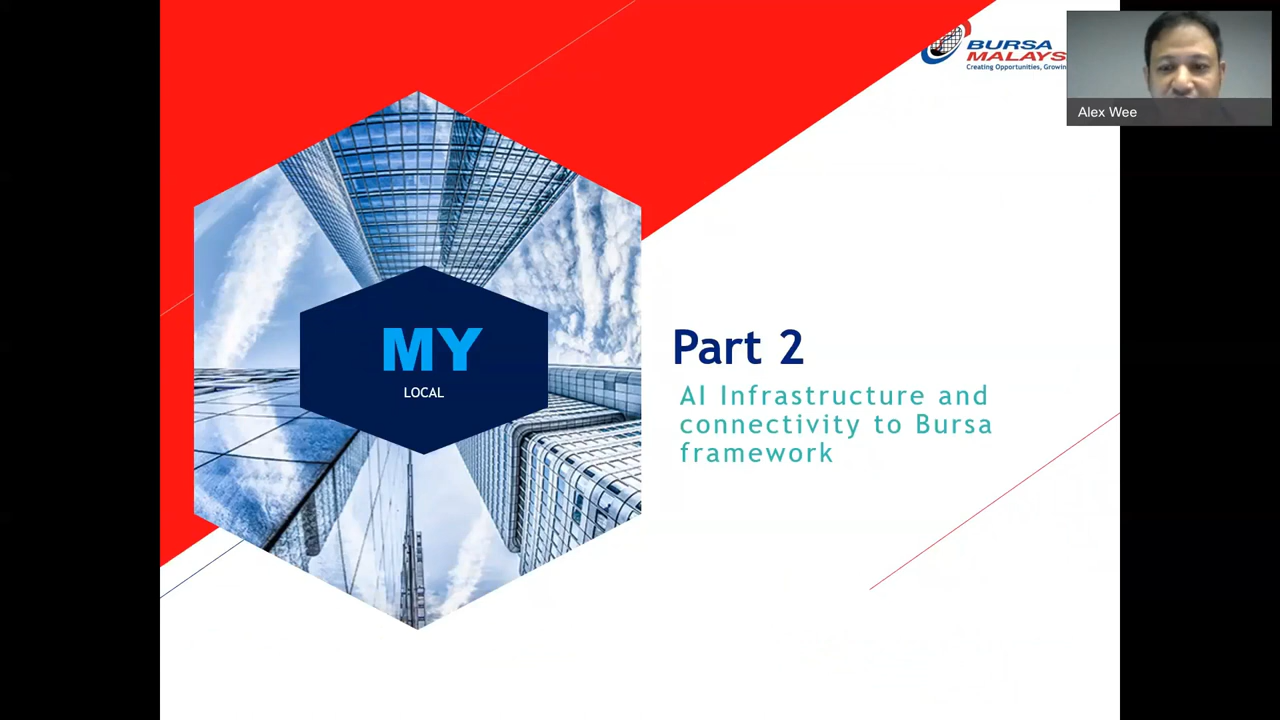 BURSA
MALAYS
Creating Opportunities, Growin
Alex Wee
MY
LOCAL
Part 2
AI Infrastructure and
connectivity to Bursa
framework